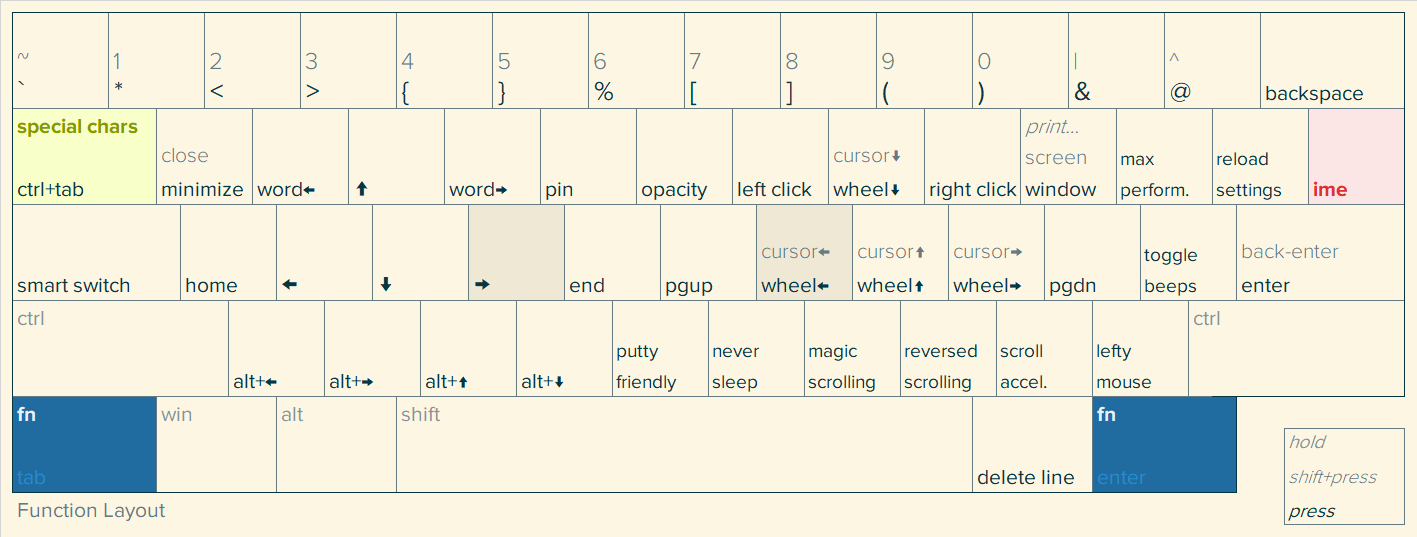 ~ 1 2 3 4 5 6 7 8 9 0 | ^
` * < > { } % [ ] ( ) & @ backspace
special chars print...
close cursor🠫 screen max reload
ctrl+tab minimize word🠨 🠩 word🠪 pin opacity left click wheel🠫 right click window perform. settings ime
cursor🠨 cursor🠩 cursor🠪 toggle back-enter
smart switch home 🠨 🠫 🠪 end pgup wheel🠨 wheel🠩 wheel🠪 pgdn beeps enter
ctrl ctrl
putty never magic reversed scroll lefty
alt+🠨 alt+🠪 alt+🠩 alt+🠫 friendly sleep scrolling scrolling accel. mouse
fn win alt shift fn
hold
tab delete line enter shift+press
Function Layout press